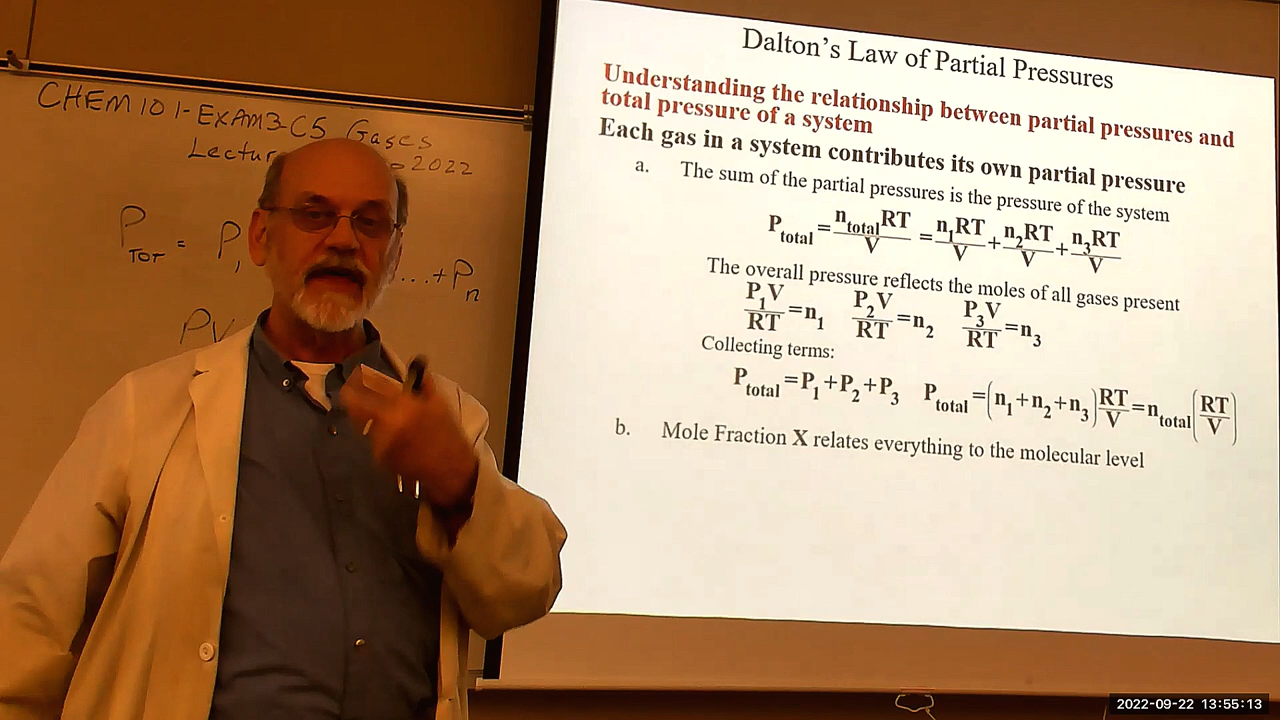 CHEM 101-EXAM3-C5 Gases
2022
P TOT = P1 ...+Pn
PV
Dalton's Law of Partial Pressures
Understanding the relationship between partial pressures and
total pressure of a system
Each gas in a system contributes its own partial pressure
a. The sum of the partial pressures is the pressure of the system
P_total = n_total RT / V = n_1 RT / V + n_2 RT / V + n_3 RT / V
The overall pressure reflects the moles of all gases present
P_1 V / RT = n_1 P_2 V / RT = n_2 P_3 V / RT = n_3
Collecting terms:
P_total = P_1 + P_2 + P_3 P_total = (n_1 + n_2 + n_3) RT / V = n_total (RT / V)
b. Mole Fraction X relates everything to the molecular level
2022-09-22 13:55:13